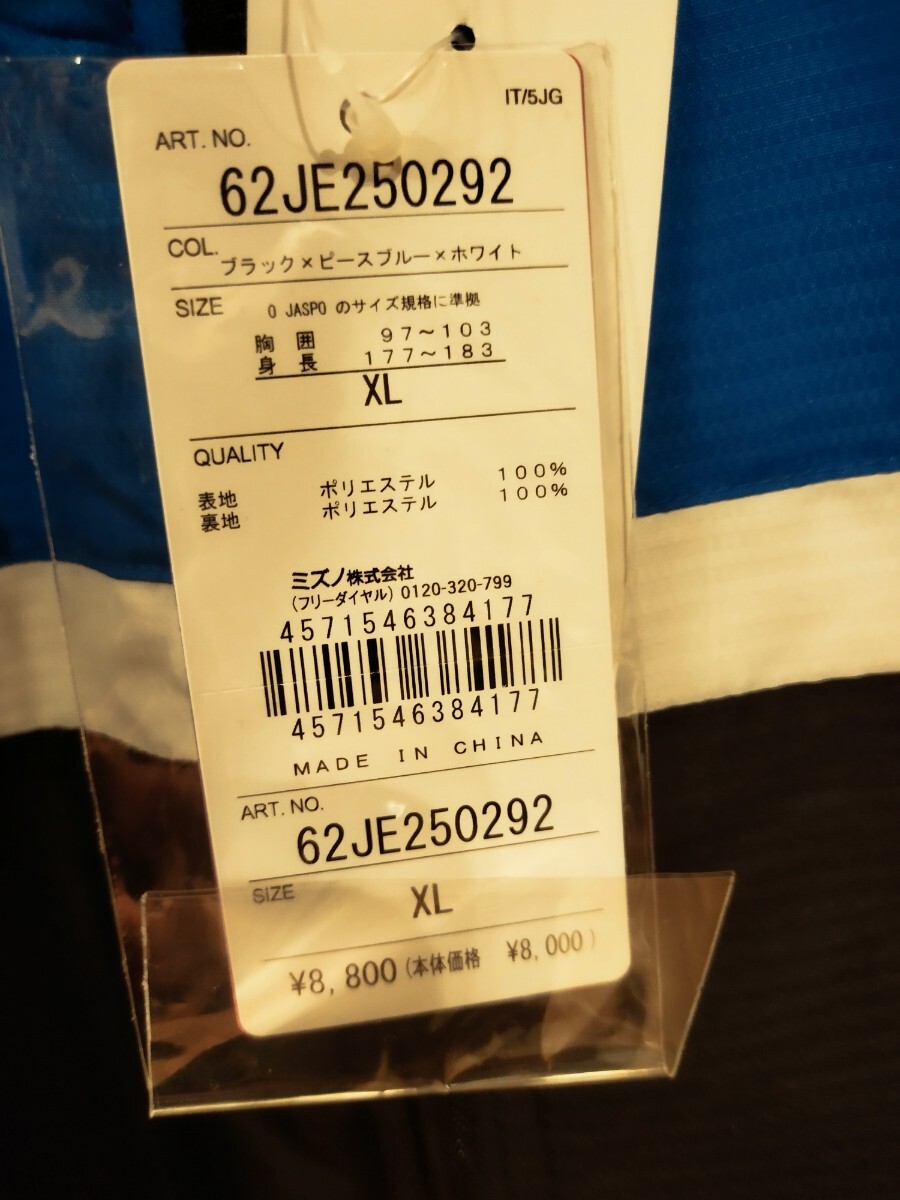 IT/5JG
ART. NO.
62JE250292
COL. ブラック×ピースブルー×ホワイト
SIZE O JASPO のサイズ規格に準拠
胸 囲 97~103
身 長 177~183
XL
QUALITY
表地 ポリエステル 100%
裏地 ポリエステル 100%
ミズノ株式会社
(フリーダイヤル) 0120-320-799
4571546384177
4571546384177
MADE IN CHINA
ART. NO.
62JE250292
SIZE XL
¥8,800(本体価格 ¥8,000)